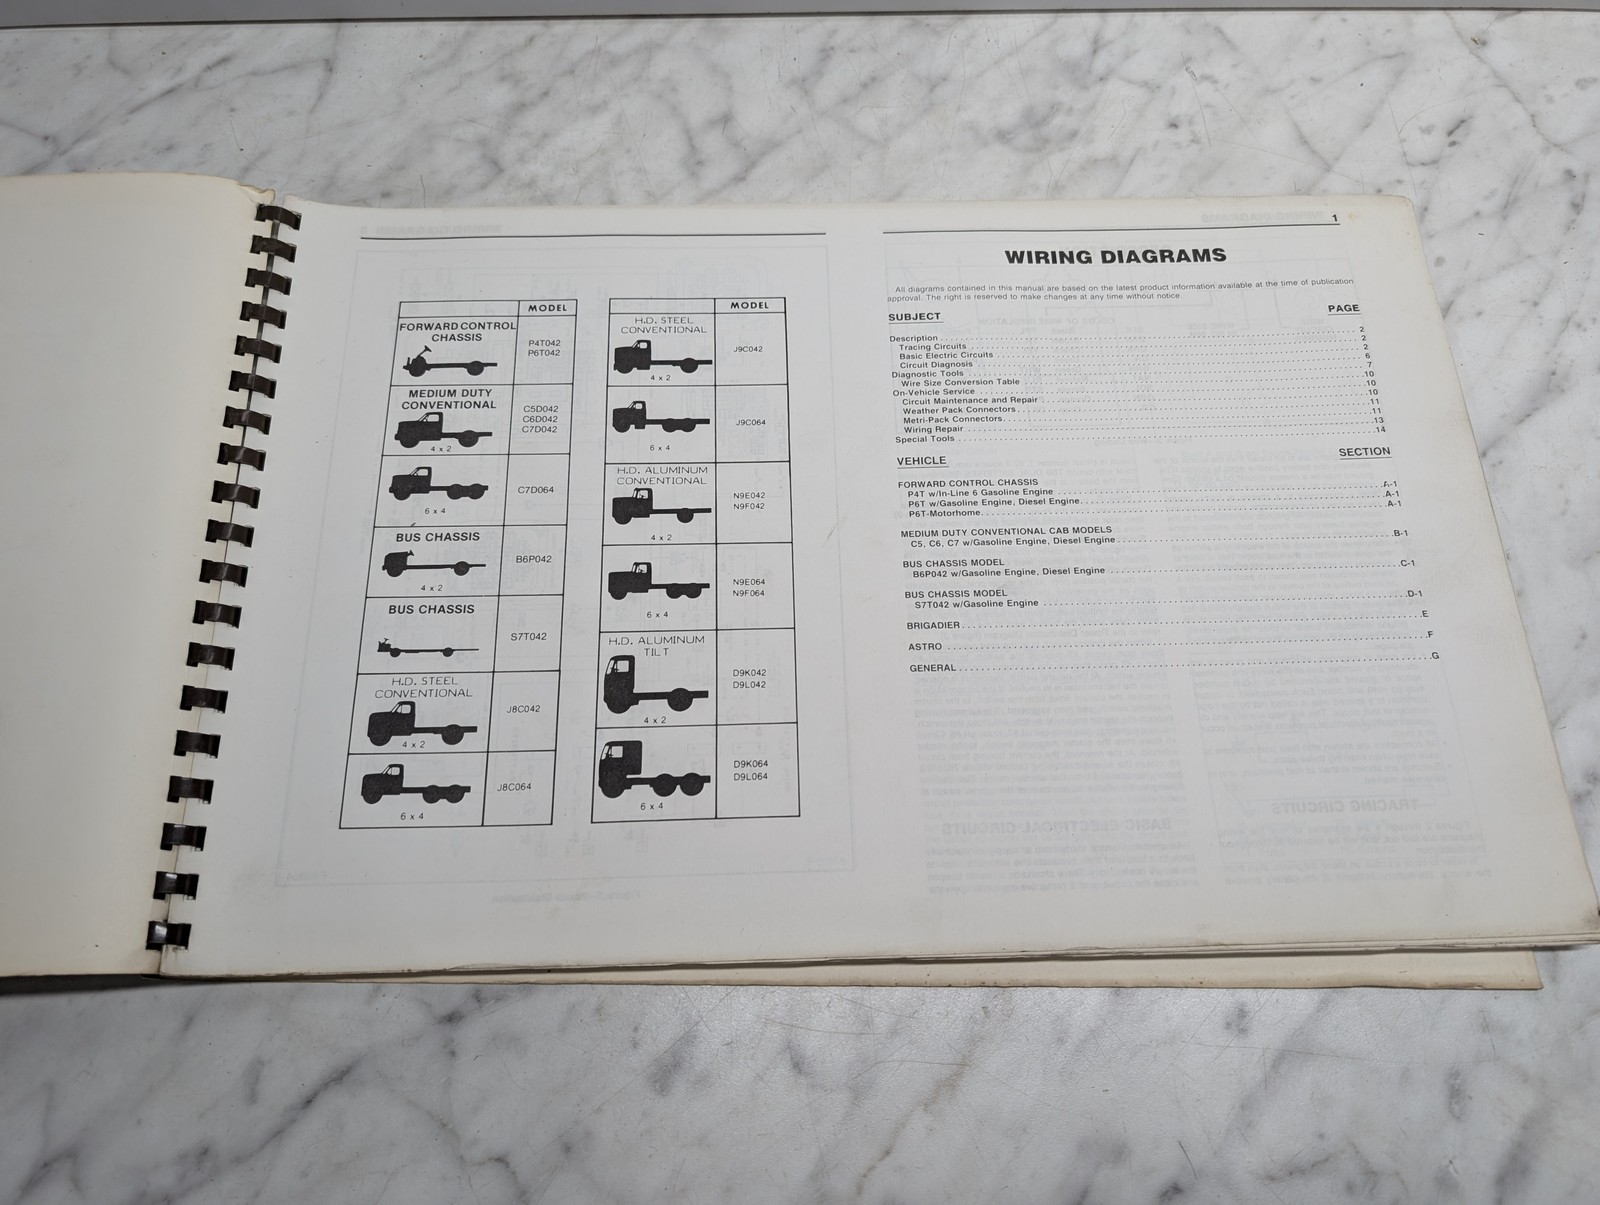 MODEL
FORWARD CONTROL
CHASSIS
P4T042
P6T042
MEDIUM DUTY
CONVENTIONAL
C5D042
C6D042
C7D042
4 x 2
C7D064
6 x 4
BUS CHASSIS
B6P042
4 x 2
BUS CHASSIS
S7T042
H.D. STEEL
CONVENTIONAL
J8C042
4 x 2
J8C064
6 x 4
MODEL
H.D. STEEL
CONVENTIONAL
J9C042
4 x 2
J9C064
6 x 4
H.D. ALUMINUM
CONVENTIONAL
N9E042
N9F042
4 x 2
N9E064
N9F064
6 x 4
H.D. ALUMINUM
TILT
D9K042
D9L042
4 x 2
D9K064
D9L064
6 x 4
1
WIRING DIAGRAMS
All diagrams contained in this manual are based on the latest product information available at the time of publication
approval. The right is reserved to make changes at any time without notice
SUBJECT PAGE
Description 2
Tracing Circuits 2
Basic Electric Circuits 2
Circuit Diagnosis 6
Diagnostic Tools 7
Wire Size Conversion Table 10
On-Vehicle Service 10
Circuit Maintenance and Repair 10
Weather Pack Connectors 11
Metri-Pack Connectors 11
Wiring Repair 13
Special Tools 14
VEHICLE SECTION
FORWARD CONTROL CHASSIS
P4T w/In-Line 6 Gasoline Engine A-1
P6T w/Gasoline Engine, Diesel Engine A-1
P6T-Motorhome A-1
MEDIUM DUTY CONVENTIONAL CAB MODELS
C5, C6, C7 w/Gasoline Engine, Diesel Engine B-1
BUS CHASSIS MODEL
B6P042 w/Gasoline Engine, Diesel Engine C-1
BUS CHASSIS MODEL
S7T042 w/Gasoline Engine D-1
BRIGADIER E
ASTRO F
GENERAL G